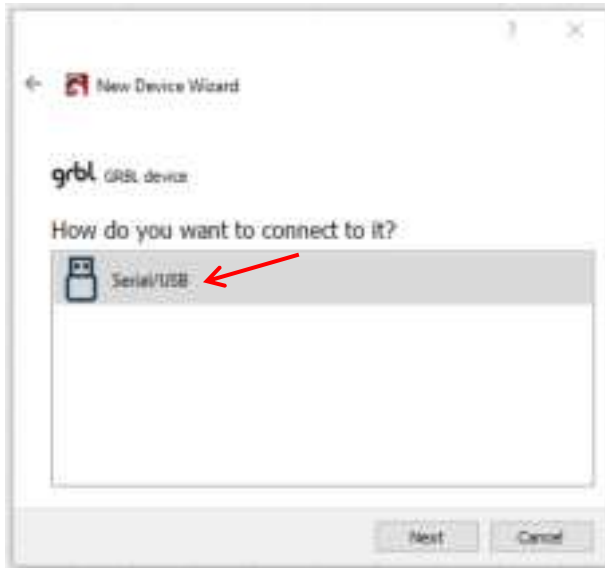 ?
New Device Wizard
grbl GRBL device
How do you want to connect to it?
Serial/USB
Next Cancel